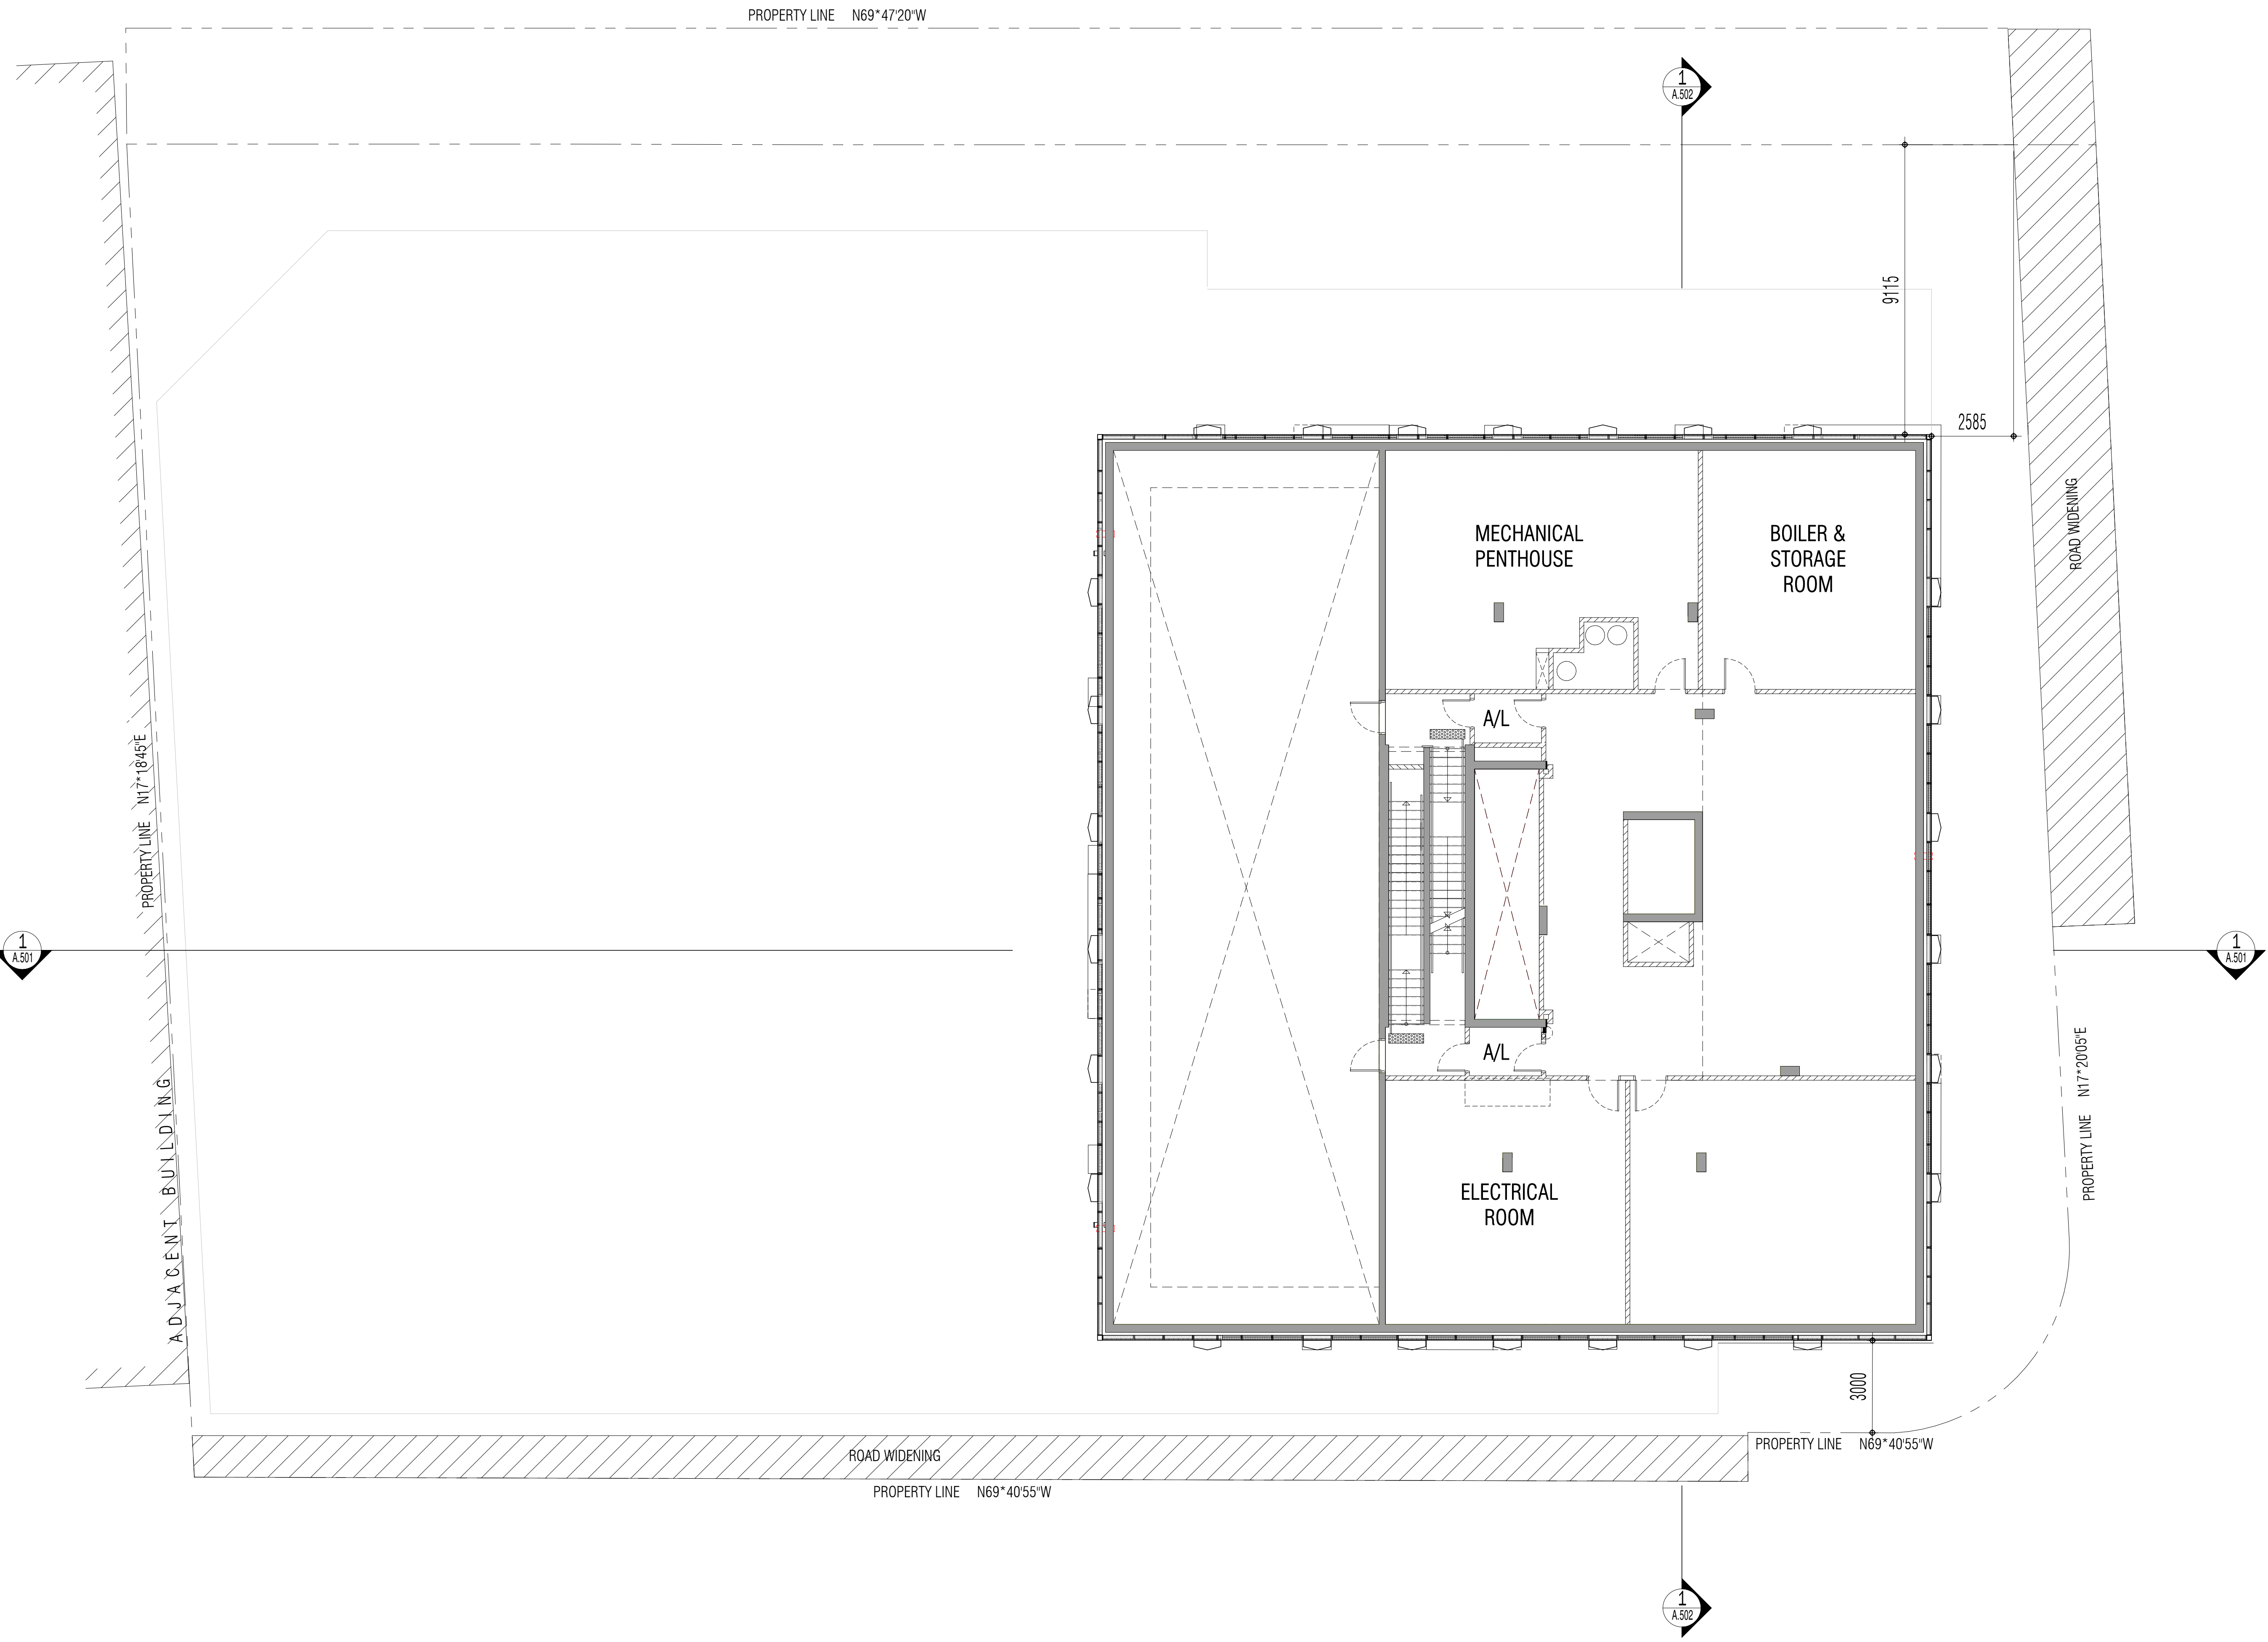 PROPERTY LINE N69*47'20"W
1
A.502
9115
2585
MECHANICAL
PENTHOUSE
BOILER &
STORAGE
ROOM
ROAD WIDENING
A/L
PROPERTY LINE N17*18'45"E
1
A.501
1
A.501
A/L
PROPERTY LINE N17*20'05"E
ADJACENT BUILDING
ELECTRICAL
ROOM
3000
PROPERTY LINE N69*40'55"W
ROAD WIDENING
PROPERTY LINE N69*40'55"W
1
A.502